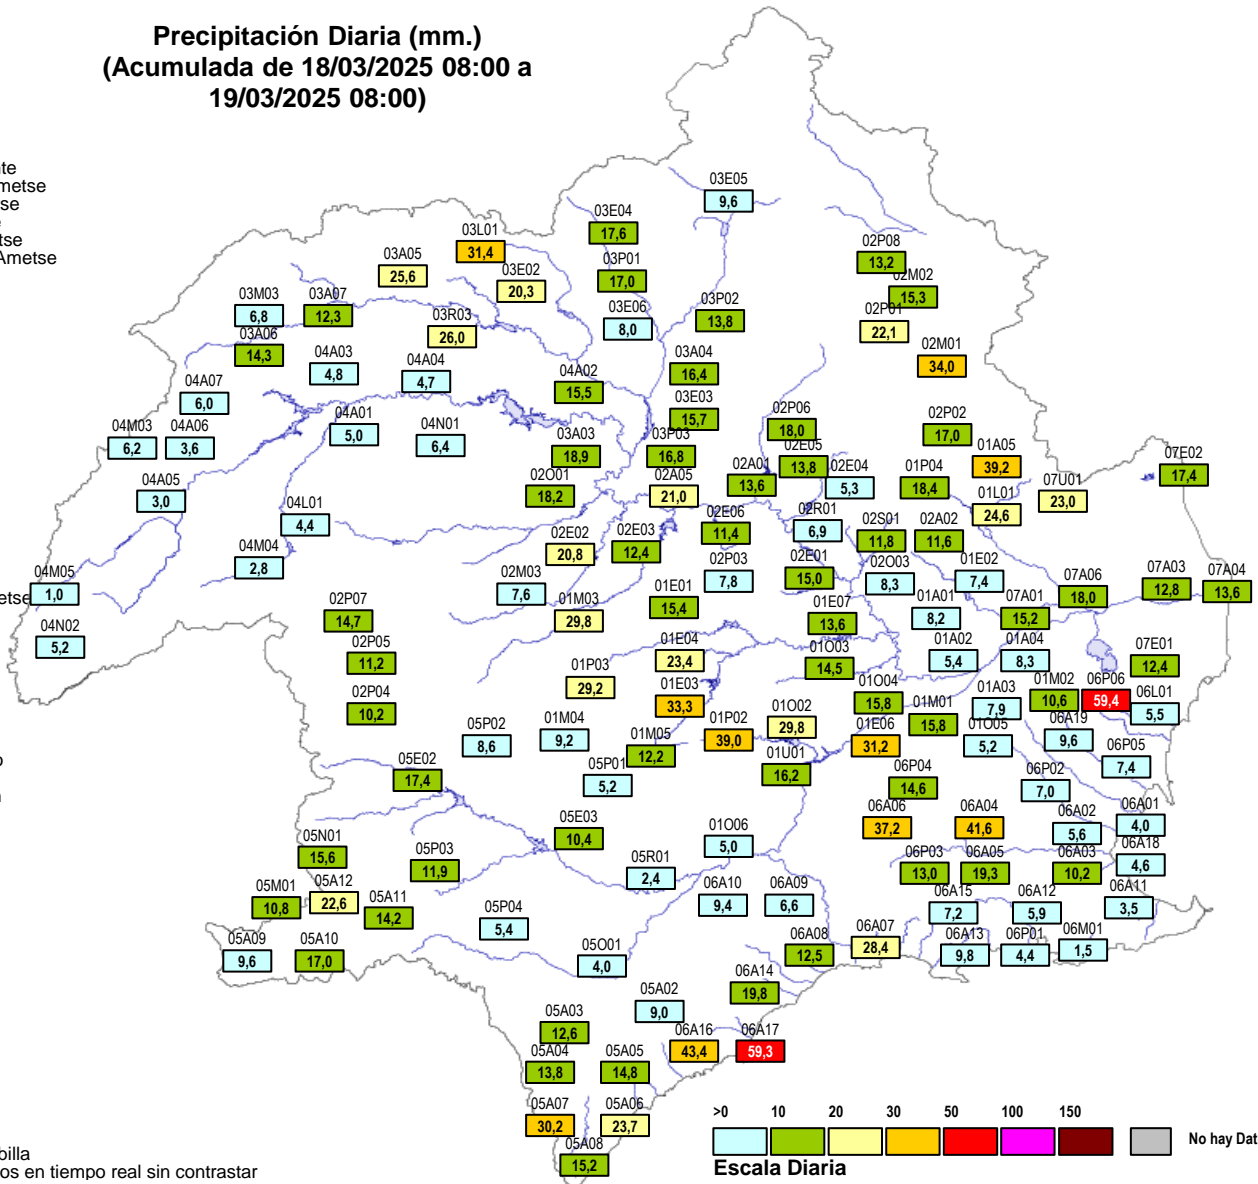 Precipitación Diaria (mm.)
(Acumulada de 18/03/2025 08:00 a
19/03/2025 08:00)
03E05
9,6
03E04
17,6
03L01
31,4
03A05
25,6
03E02
20,3
03P01
17,0
02P08
13,2
02M02
15,3
03M03
6,8
03A07
12,3
03R03
26,0
03E06
8,0
03P02
13,8
02P01
22,1
03A06
14,3
04A03
4,8
04A04
4,7
04A02
15,5
03A04
16,4
02M01
34,0
04A07
6,0
03E03
15,7
04M03
6,2
04A06
3,6
04A01
5,0
04N01
6,4
03A03
18,9
03P03
16,8
02P06
18,0
02P02
17,0
02E05
13,8
01A05
39,2
07E02
17,4
04A05
3,0
02O01
18,2
02A05
21,0
02A01
13,6
02E04
5,3
01P04
18,4
01L01
24,6
07U01
23,0
04L01
4,4
02E06
11,4
02R01
6,9
02S01
11,8
02A02
11,6
04M04
2,8
02E02
20,8
02E03
12,4
02P03
7,8
02E01
15,0
02O03
8,3
01E02
7,4
04M05
1,0
02M03
7,6
01M03
29,8
01E01
15,4
01E07
13,6
01A01
8,2
07A01
15,2
07A06
18,0
07A03
12,8
07A04
13,6
04N02
5,2
02P07
14,7
02P05
11,2
01E04
23,4
01O03
14,5
01A02
5,4
01A04
8,3
07E01
12,4
02P04
10,2
01P03
29,2
01E03
33,3
01O04
15,8
01A03
7,9
01M02
10,6
06P06
59,4
06L01
5,5
05P02
8,6
01M04
9,2
01M05
12,2
01P02
39,0
01O02
29,8
01E06
31,2
01M01
15,8
01O05
5,2
06A19
9,6
06P05
7,4
05E02
17,4
05P01
5,2
01U01
16,2
06P04
14,6
06P02
7,0
05E03
10,4
01O06
5,0
06A06
37,2
06A04
41,6
06A02
5,6
06A01
4,0
05N01
15,6
05P03
11,9
05R01
2,4
06P03
13,0
06A05
19,3
06A03
10,2
06A18
4,6
05M01
10,8
05A12
22,6
05A11
14,2
05P04
5,4
06A10
9,4
06A09
6,6
06A15
7,2
06A12
5,9
06A11
3,5
05A09
9,6
05A10
17,0
05O01
4,0
06A08
12,5
06A07
28,4
06A13
9,8
06P01
4,4
06M01
1,5
05A02
9,0
06A14
19,8
05A03
12,6
06A16
43,4
06A17
59,3
05A04
13,8
05A05
14,8
05A07
30,2
05A06
23,7
05A08
15,2
>0 10 20 30 50 100 150
No hay Dat
Escala Diaria
nte
metse
tse
Ametse
etse
billa
os en tiempo real sin contrastar